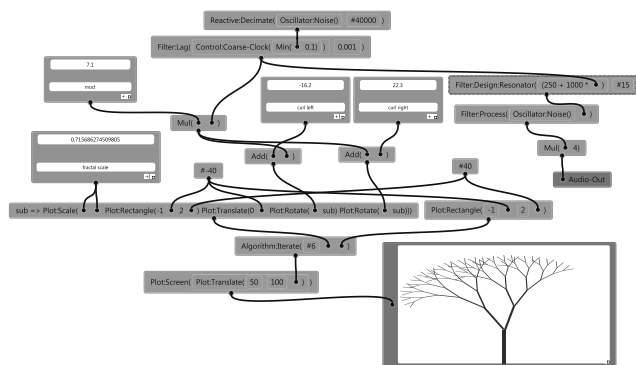 Reactive:Decimate( Oscillator:Noise() #40000 )
Filter:Lag( Control:Coarse-Clock( Min( 0.1) ) 0.001 )
7.1
mod
-16.2
curl left
22.3
curl right
Filter:Design:Resonator( (250 + 1000 * ) #15
Filter:Process( Oscillator:Noise() )
Mul( )
Mul( 4)
0.715686274509805
fractal scale
Add( )
Add( )
#-40
#40
Audio-Out
sub => Plot:Scale( Plot:Rectangle(-1 2 ) Plot:Translate(0 Plot:Rotate( sub) Plot:Rotate( sub)))
Plot:Rectangle( -1 2 )
Algorithm:Iterate( #6 )
Plot:Screen( Plot:Translate( 50 100 ) )